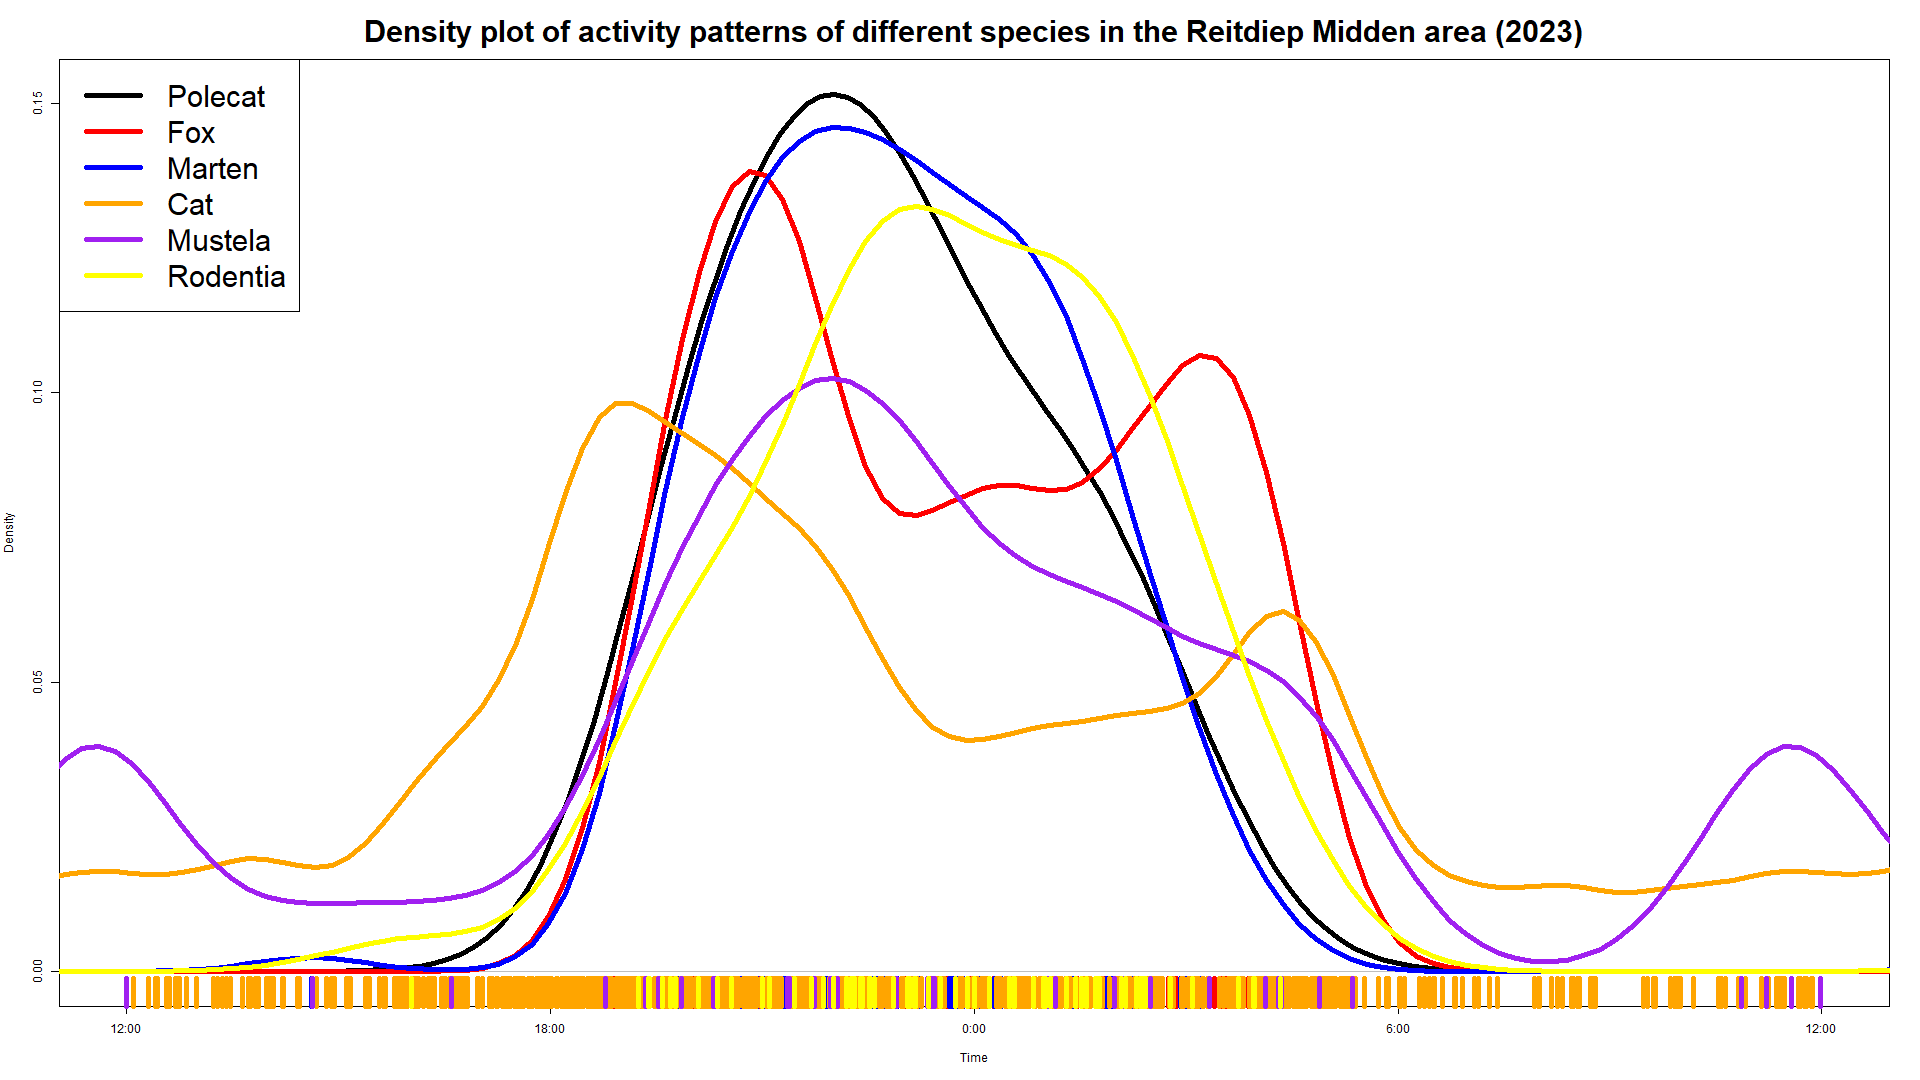 Density plot of activity patterns of different species in the Reitdiep Midden area (2023)
Polecat
Fox
Marten
Cat
Mustela
Rodentia
0.15
0.10
0.05
0.00
Density
12:00
18:00
0:00
6:00
12:00
Time